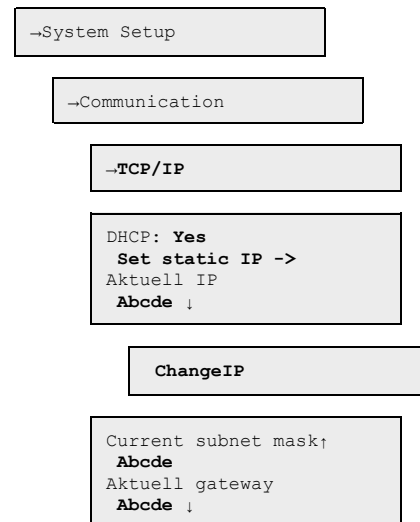 →System Setup
→Communication
→TCP/IP
DHCP: Yes
Set static IP ->
Aktuell IP
Abcde ↓
ChangeIP
Current subnet mask↑
Abcde
Aktuell gateway
Abcde ↓